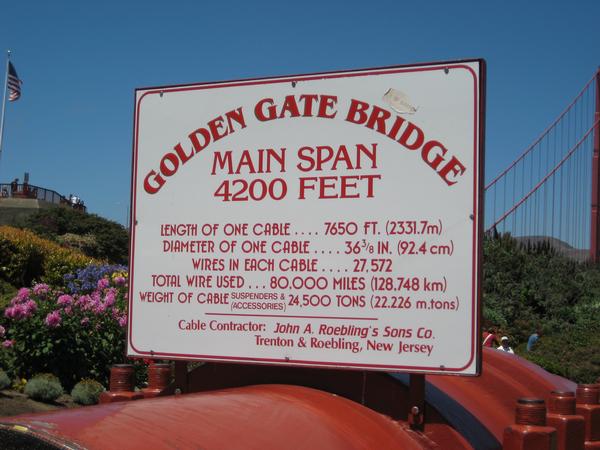 GOLDEN GATE BRIDGE
MAIN SPAN
4200 FEET
LENGTH OF ONE CABLE .... 7650 FT. (2331.7m)
DIAMETER OF ONE CABLE .... 36 3/8 IN. (92.4 cm)
WIRES IN EACH CABLE .... 27,572
TOTAL WIRE USED ... 80,000 MILES (128,748 km)
WEIGHT OF CABLE SUSPENDERS & (ACCESSORIES) 24,500 TONS (22.226 m.tons)
Cable Contractor: John A. Roebling's Sons Co.
Trenton & Roebling, New Jersey